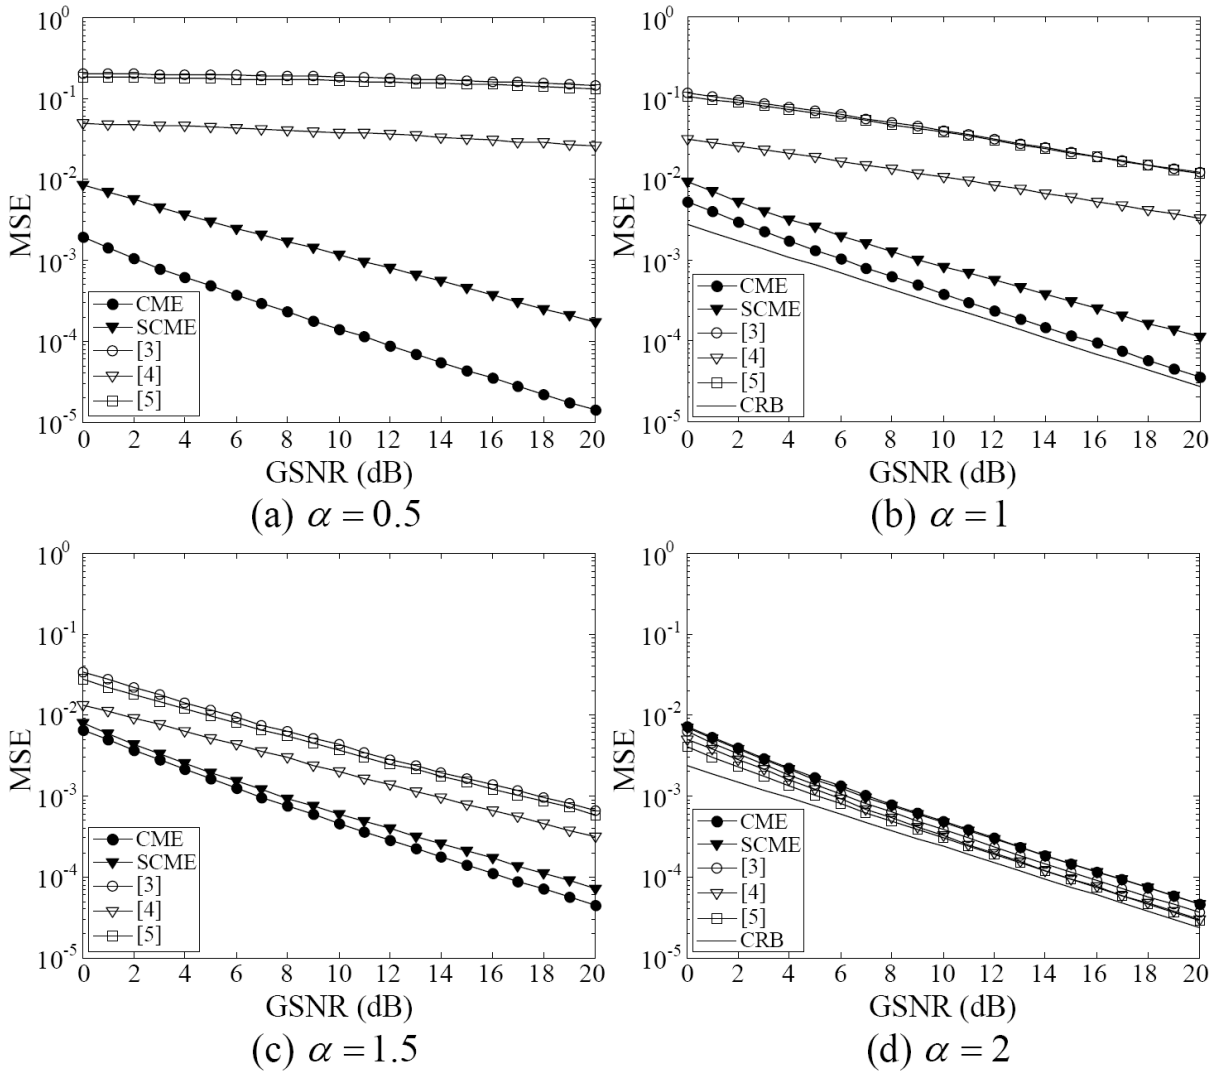 10^0
10^-1
10^-2
10^-3
10^-4
10^-5
MSE
CME
SCME
[3]
[4]
[5]
0 2 4 6 8 10 12 14 16 18 20
GSNR (dB)
(a) α = 0.5
10^0
10^-1
10^-2
10^-3
10^-4
10^-5
MSE
CME
SCME
[3]
[4]
[5]
CRB
0 2 4 6 8 10 12 14 16 18 20
GSNR (dB)
(b) α = 1
10^0
10^-1
10^-2
10^-3
10^-4
10^-5
MSE
CME
SCME
[3]
[4]
[5]
0 2 4 6 8 10 12 14 16 18 20
GSNR (dB)
(c) α = 1.5
10^0
10^-1
10^-2
10^-3
10^-4
10^-5
MSE
CME
SCME
[3]
[4]
[5]
CRB
0 2 4 6 8 10 12 14 16 18 20
GSNR (dB)
(d) α = 2